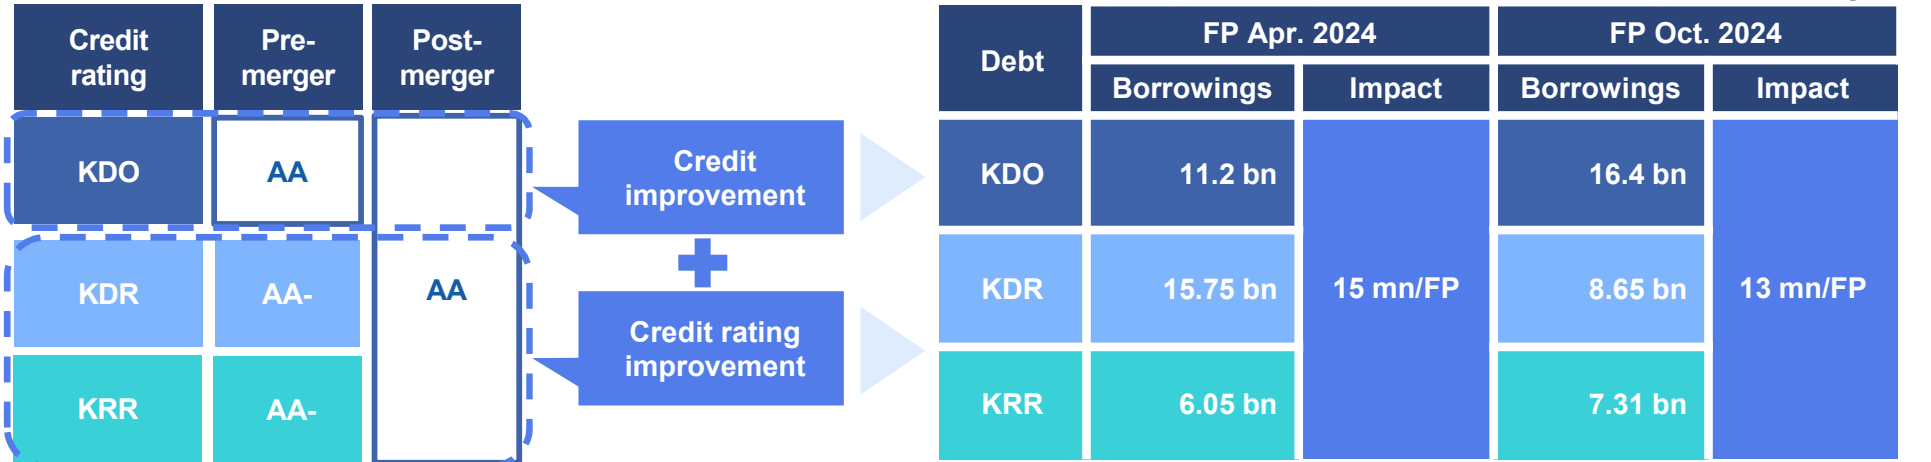 Credit
rating
Pre-
merger
Post-
merger
KDO
AA
KDR
AA-
AA
KRR
AA-
Credit
improvement
Credit rating
improvement
Debt
FP Apr. 2024
FP Oct. 2024
Borrowings
Impact
Borrowings
Impact
KDO
11.2 bn
16.4 bn
KDR
15.75 bn
15 mn/FP
8.65 bn
13 mn/FP
KRR
6.05 bn
7.31 bn